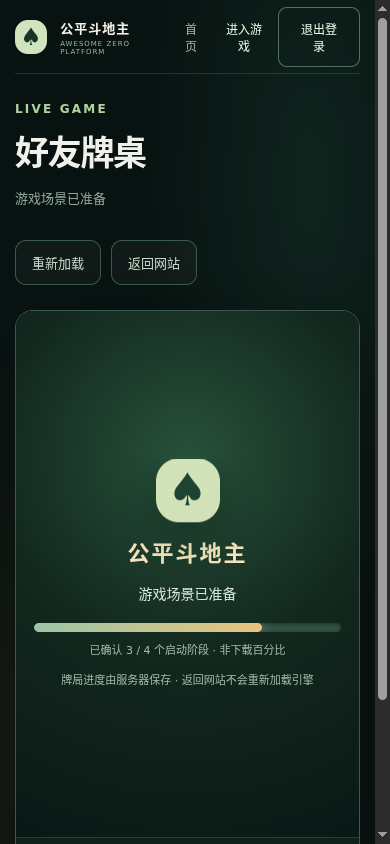 公平斗地主
AWESOME ZERO
PLATFORM
首
页
进入游
戏
退出登
录
LIVE GAME
好友牌桌
游戏场景已准备
重新加载
返回网站
公平斗地主
游戏场景已准备
已确认 3 / 4 个启动阶段 · 非下载百分比
牌局进度由服务器保存 · 返回网站不会重新加载引擎